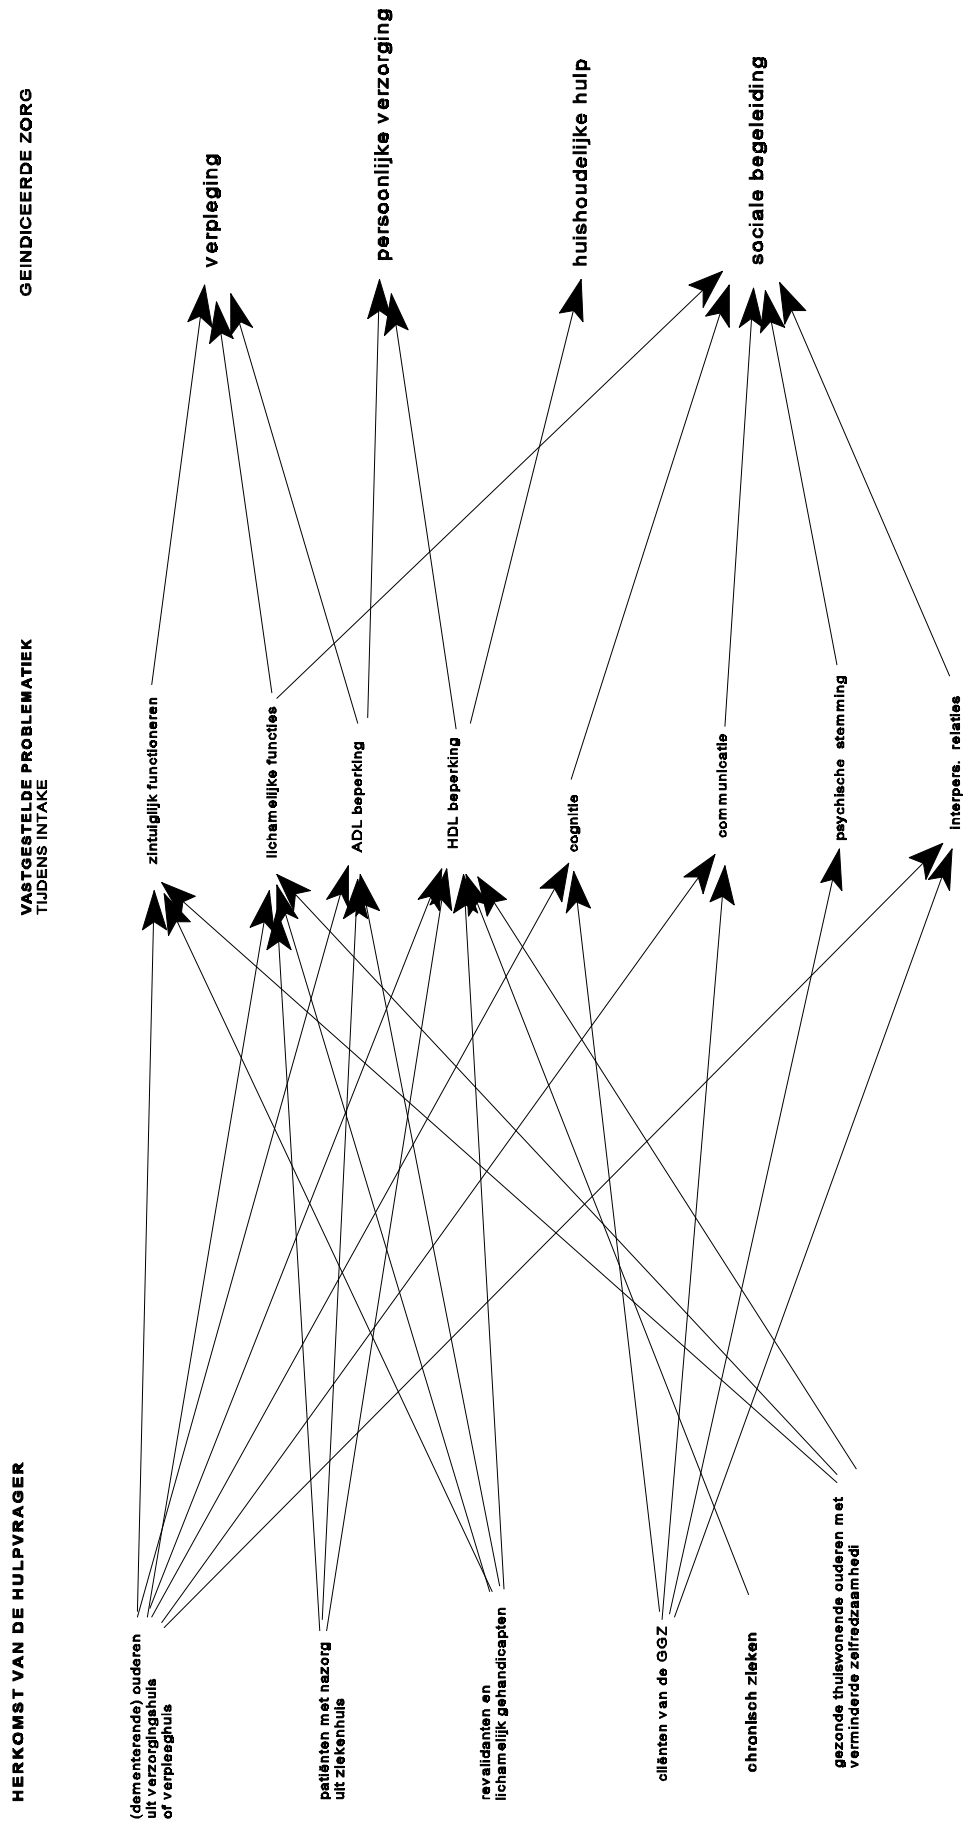 HERKOMST VAN DE HULPVRAGER
(dementerende) ouderen
uit verzorgingshuis
of verpleeghuis
patiënten met nazorg
uit ziekenhuis
revalidanten en
lichamelijk gehandicapten
cliënten van de GGZ
chronisch zieken
gezonde thuiswonende ouderen met
verminderde zelfredzaamhedi
VASTGESTELDE PROBLEMATIEK
TIJDENS INTAKE
zintuiglijk functioneren
lichamelijke functies
ADL beperking
HDL beperking
cognitie
communicatie
psychische stemming
interpers. relaties
GEINDICEERDE ZORG
verpleging
persoonlijke verzorging
huishoudelijke hulp
sociale begeleiding